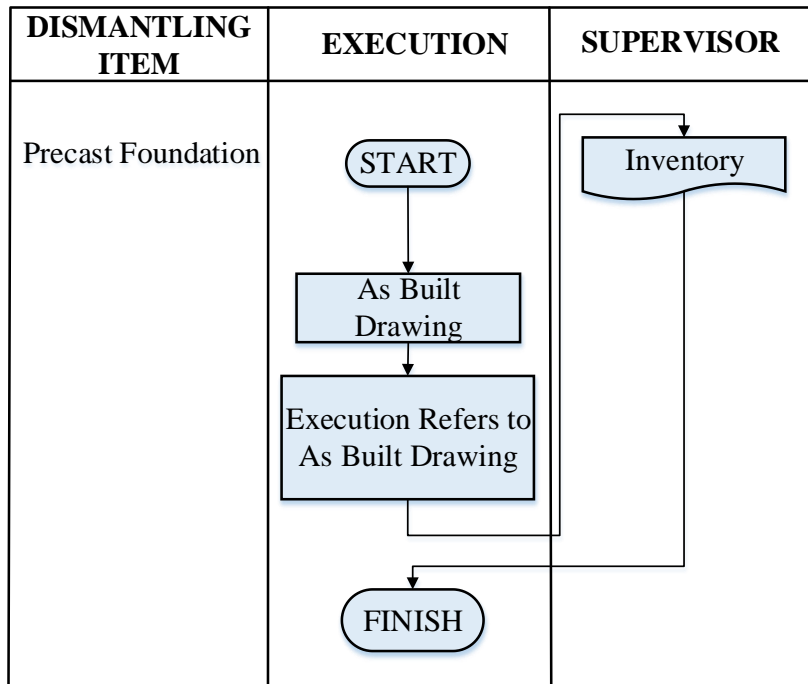 DISMANTLING
ITEM
EXECUTION
SUPERVISOR
Precast Foundation
START
Inventory
As Built
Drawing
Execution Refers to
As Built Drawing
FINISH